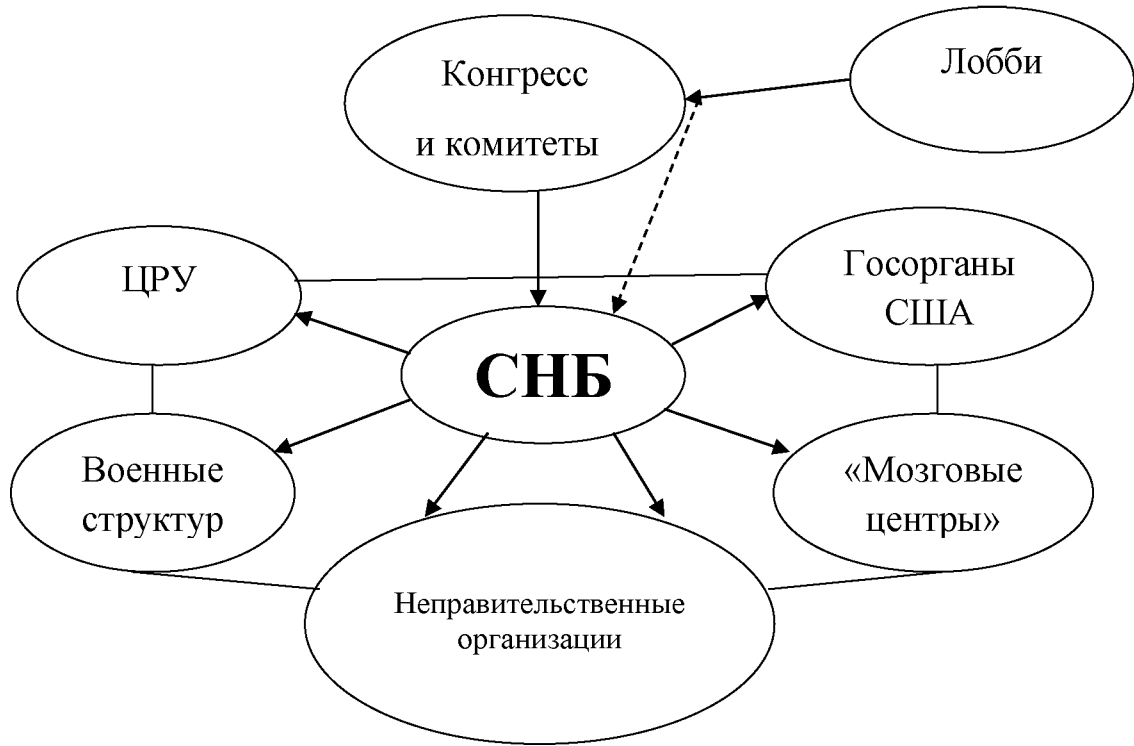 Конгресс
и комитеты
Лобби
ЦРУ
Госорганы
США
СНБ
Военные
структур
«Мозговые
центры»
Неправительственные
организации